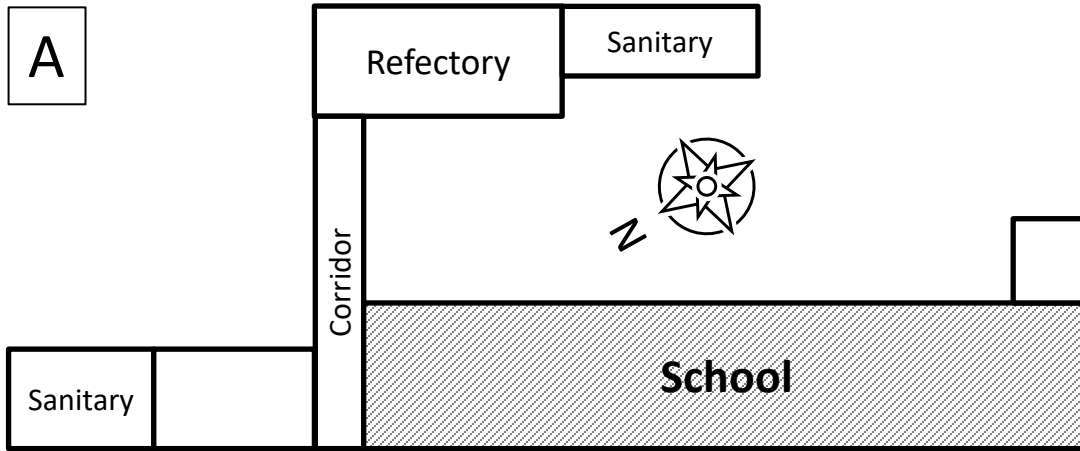 A
Refectory
Sanitary
N
Corridor
School
Sanitary